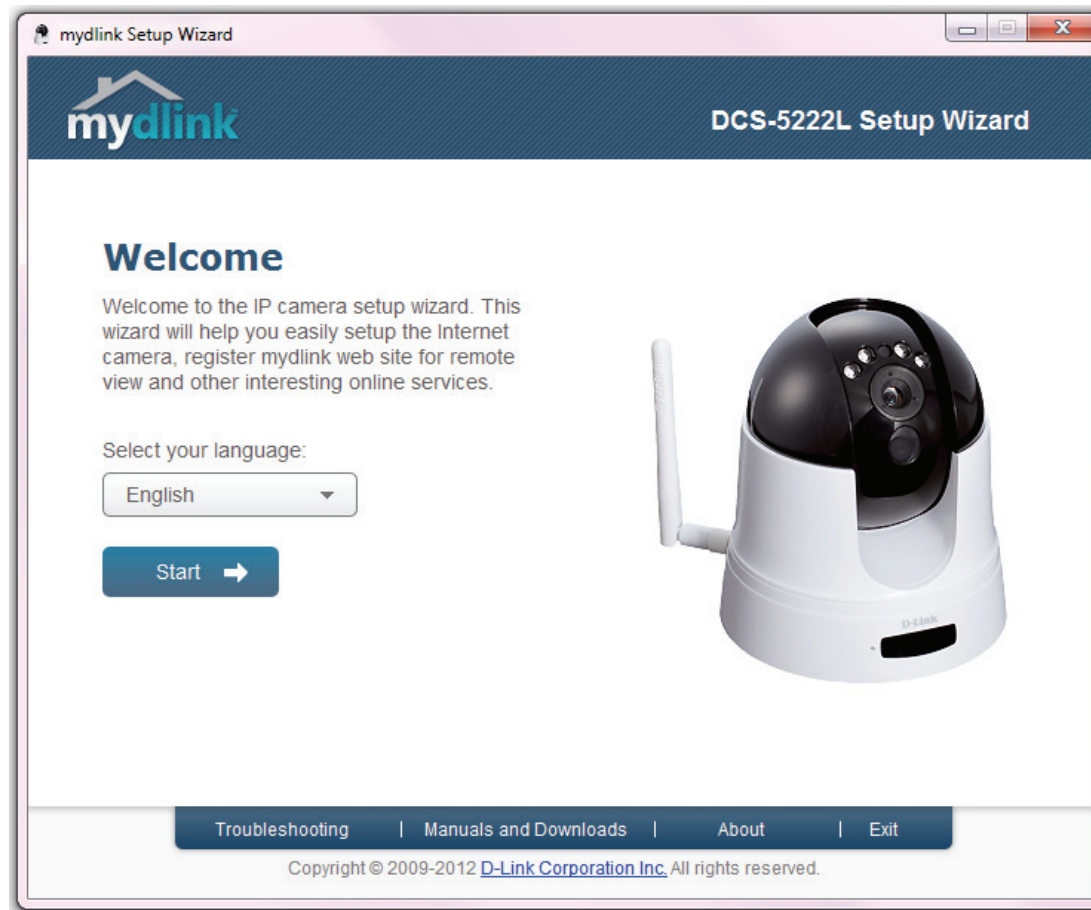 mydlink Setup Wizard
mydlink™
DCS-5222L Setup Wizard
Welcome
Welcome to the IP camera setup wizard. This
wizard will help you easily setup the Internet
camera, register mydlink web site for remote
view and other interesting online services.
Select your language:
English
Start
D-Link
Troubleshooting | Manuals and Downloads | About | Exit
Copyright © 2009-2012 D-Link Corporation Inc. All rights reserved.